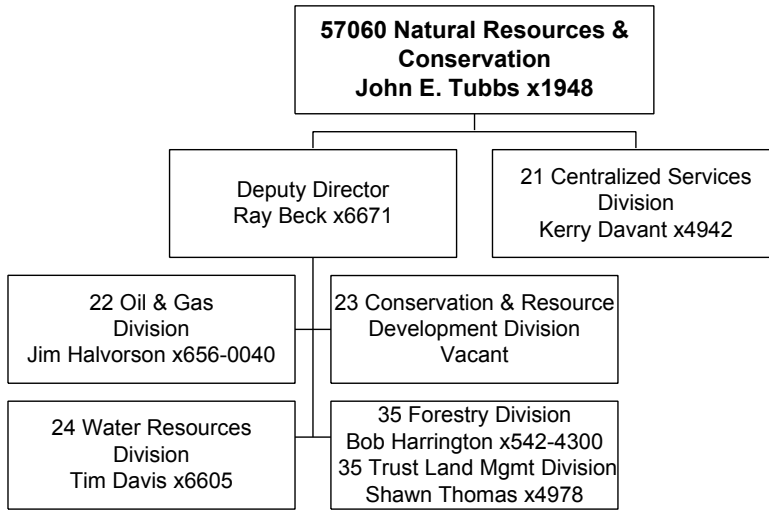 57060 Natural Resources &
Conservation
John E. Tubbs x1948
Deputy Director
Ray Beck x6671
21 Centralized Services
Division
Kerry Davant x4942
22 Oil & Gas
Division
Jim Halvorson x656-0040
23 Conservation & Resource
Development Division
Vacant
24 Water Resources
Division
Tim Davis x6605
35 Forestry Division
Bob Harrington x542-4300
35 Trust Land Mgmt Division
Shawn Thomas x4978